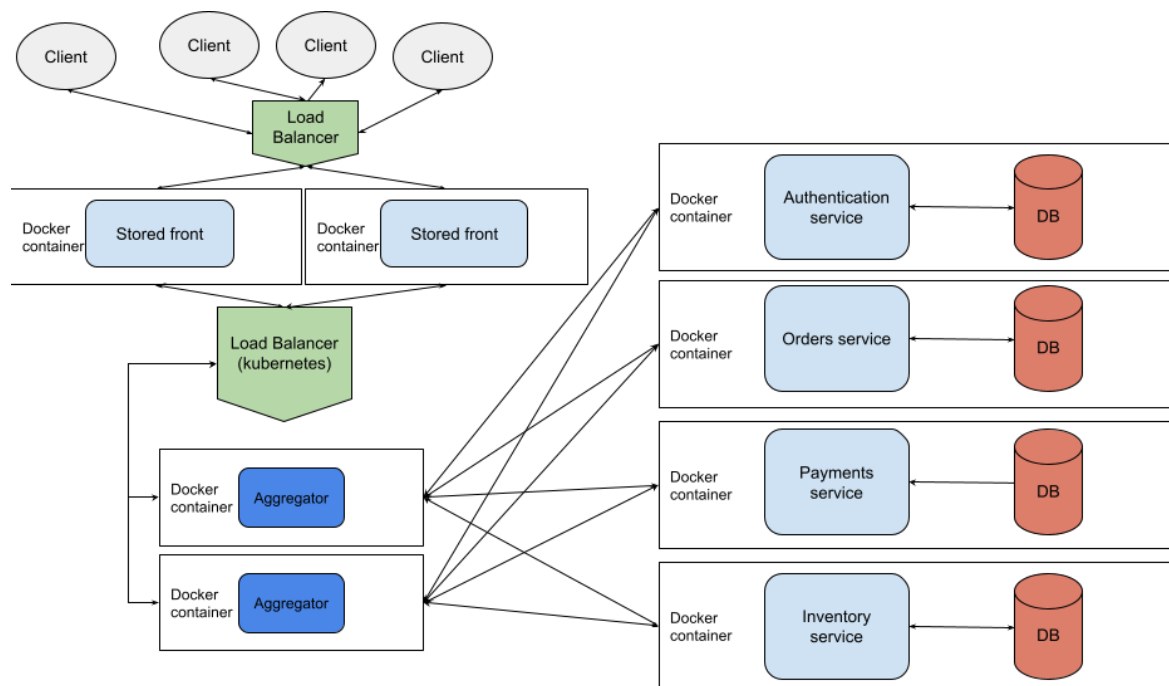 Client
Client
Client
Client
Load
Balancer
Docker
container
Stored front
Docker
container
Stored front
Load Balancer
(kubernetes)
Docker
container
Aggregator
Docker
container
Aggregator
Docker
container
Authentication
service
DB
Docker
container
Orders service
DB
Docker
container
Payments
service
DB
Docker
container
Inventory
service
DB